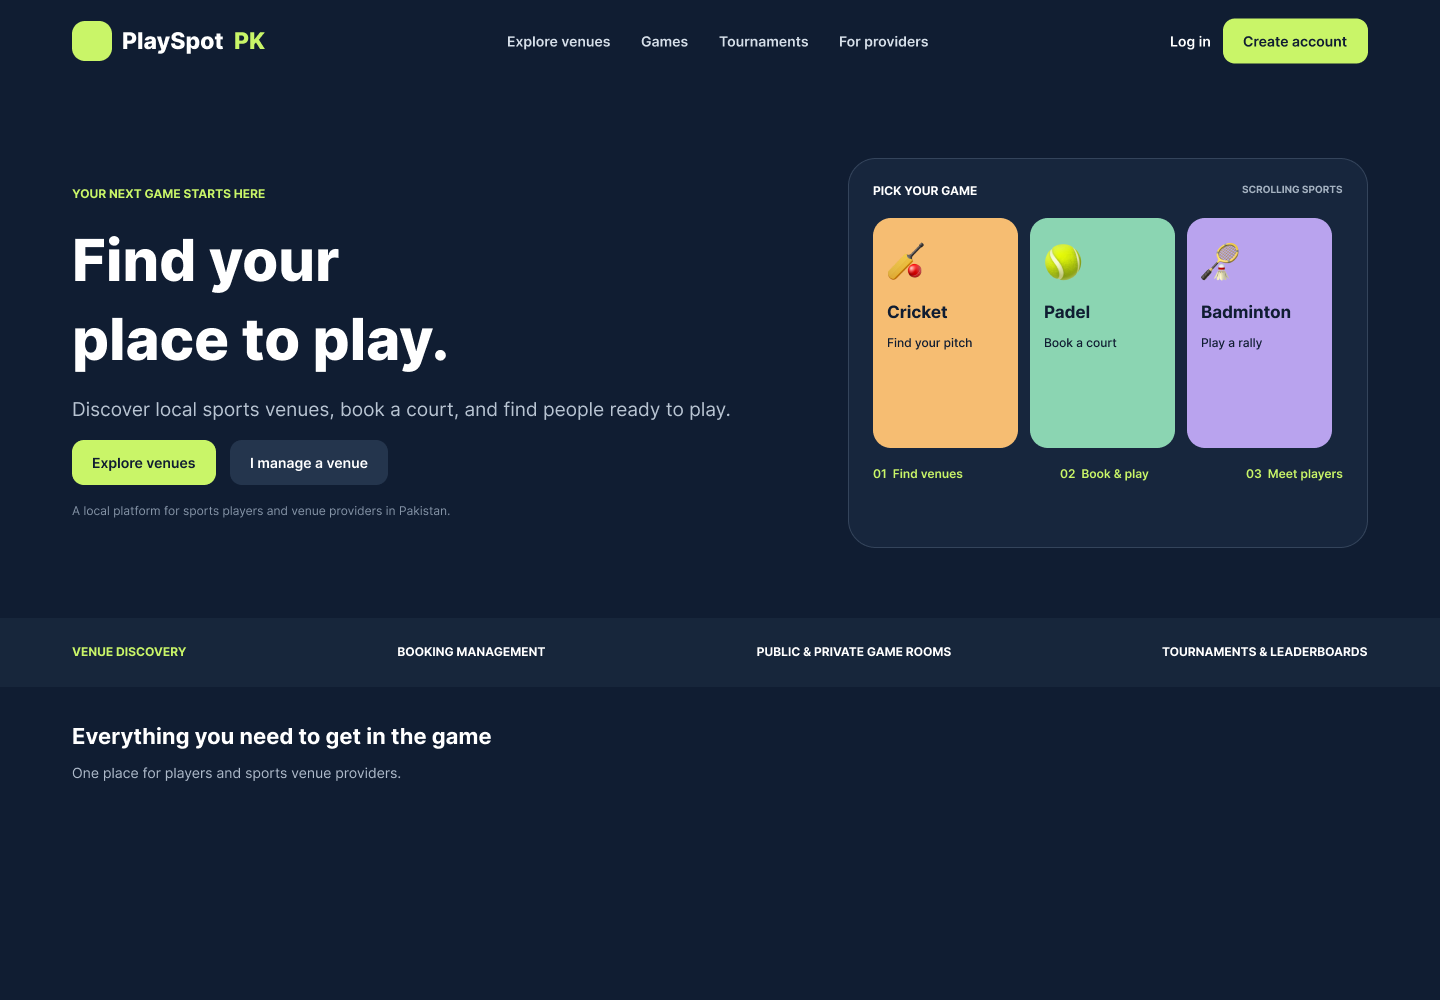 PlaySpot PK
Explore venues
Games
Tournaments
For providers
Log in
Create account
YOUR NEXT GAME STARTS HERE
Find your
place to play.
Discover local sports venues, book a court, and find people ready to play.
Explore venues
I manage a venue
A local platform for sports players and venue providers in Pakistan.
PICK YOUR GAME
SCROLLING SPORTS
Cricket
Find your pitch
Padel
Book a court
Badminton
Play a rally
01 Find venues
02 Book & play
03 Meet players
VENUE DISCOVERY
BOOKING MANAGEMENT
PUBLIC & PRIVATE GAME ROOMS
TOURNAMENTS & LEADERBOARDS
Everything you need to get in the game
One place for players and sports venue providers.